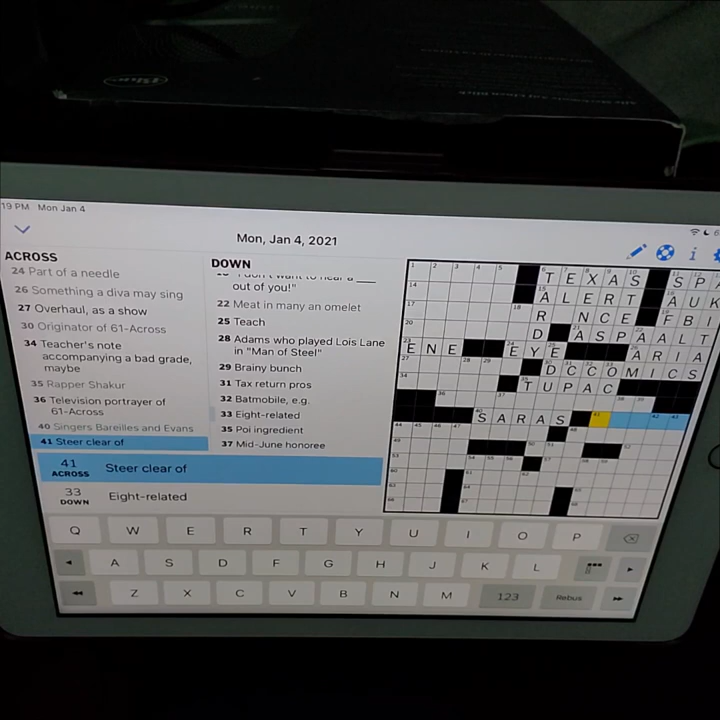 19 PM Mon Jan 4
Mon, Jan 4, 2021
ACROSS
24 Part of a needle
26 Something a diva may sing
27 Overhaul, as a show
30 Originator of 61-Across
34 Teacher's note
accompanying a bad grade,
maybe
35 Rapper Shakur
36 Television portrayer of
61-Across
40 Singers Bareilles and Evans
41 Steer clear of
DOWN
out of you!"
22 Meat in many an omelet
25 Teach
28 Adams who played Lois Lane
in "Man of Steel"
29 Brainy bunch
31 Tax return pros
32 Batmobile, e.g.
33 Eight-related
35 Poi ingredient
37 Mid-June honoree
41 ACROSS Steer clear of
33 DOWN Eight-related
TEXAS SPA
ALERT AUK
R NCE FBI
D ASPAALT
ENE EYE ARIA
DCCOMICS
TUPAC
SARAS
Q W E R T Y U I O P
A S D F G H J K L
Z X C V B N M 123 Rebus